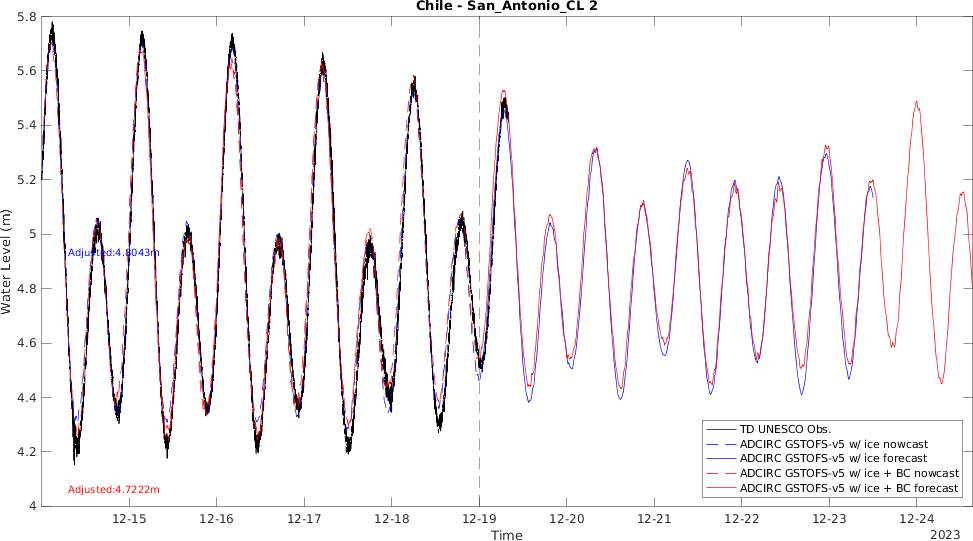 Chile - San_Antonio_CL 2
5.8
5.6
5.4
5.2
5
4.8
4.6
4.4
4.2
4
Water Level (m)
Adjusted:4.8043m
Adjusted:4.7222m
TD UNESCO Obs.
ADCIRC GSTOFS-v5 w/ ice nowcast
ADCIRC GSTOFS-v5 w/ ice forecast
ADCIRC GSTOFS-v5 w/ ice + BC nowcast
ADCIRC GSTOFS-v5 w/ ice + BC forecast
12-15 12-16 12-17 12-18 12-19 12-20 12-21 12-22 12-23 12-24
Time
2023